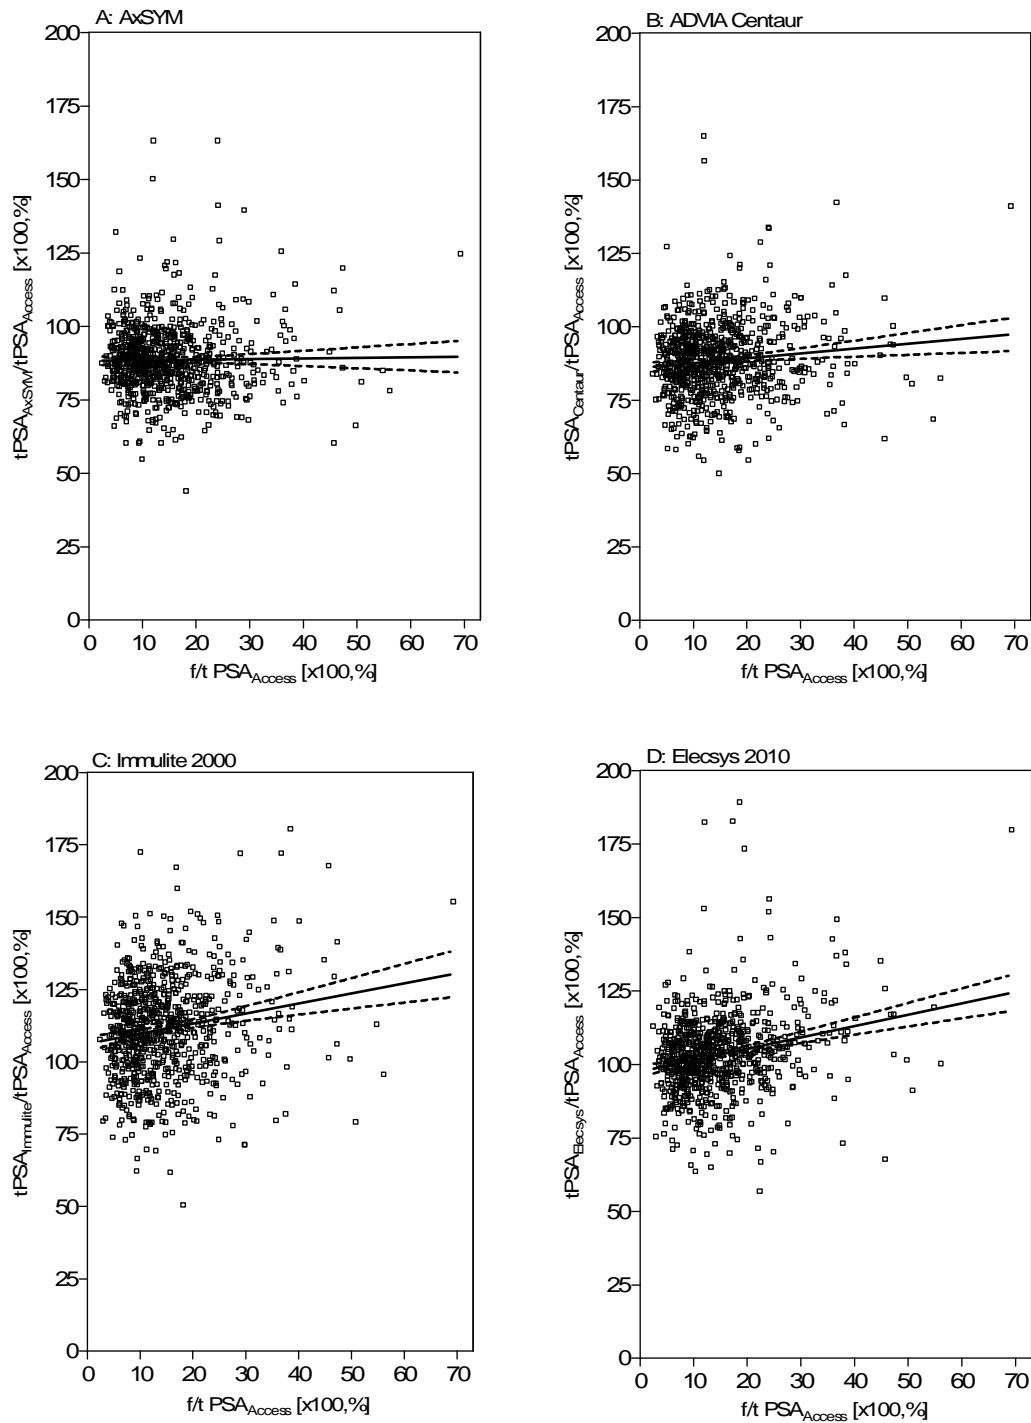 A: AxSYM
200
175
150
125
100
75
50
25
0
tPSAAxSYM/tPSAAccess [x100,%]
0 10 20 30 40 50 60 70
f/t PSAAccess [x100,%]
B: ADVIA Centaur
200
175
150
125
100
75
50
25
0
tPSACentaur/tPSAAccess [x100,%]
0 10 20 30 40 50 60 70
f/t PSAAccess [x100,%]
C: Immulite 2000
200
175
150
125
100
75
50
25
0
tPSAImmulite/tPSAAccess [x100,%]
0 10 20 30 40 50 60 70
f/t PSAAccess [x100,%]
D: Elecsys 2010
200
175
150
125
100
75
50
25
0
tPSAElecsys/tPSAAccess [x100,%]
0 10 20 30 40 50 60 70
f/t PSAAccess [x100,%]